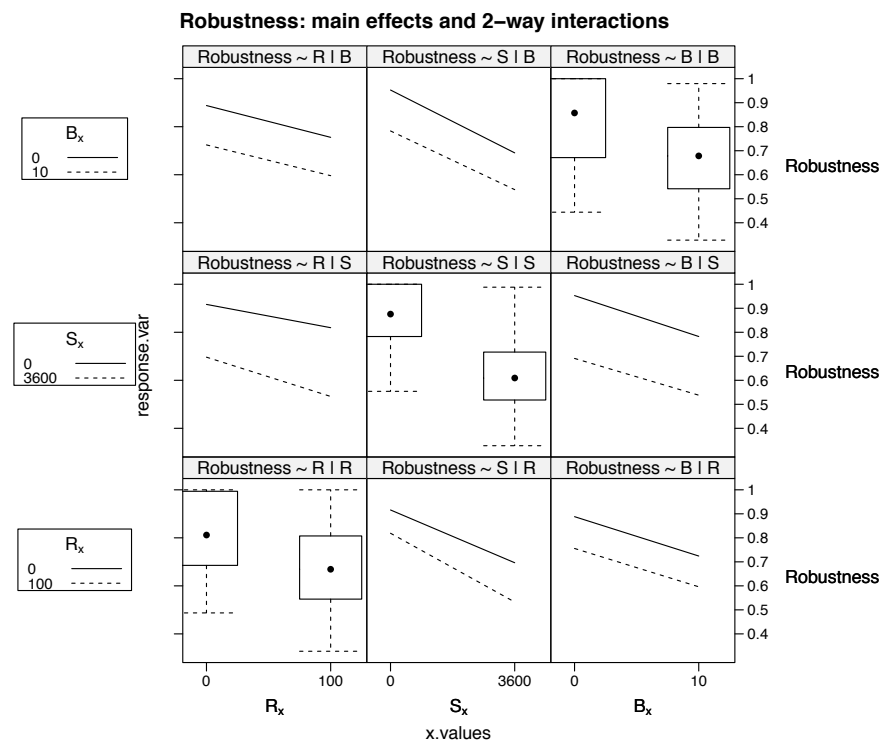 Robustness: main effects and 2−way interactions
Robustness ~ R | B
Robustness ~ S | B
Robustness ~ B | B
Bx
0
10
1
0.9
0.8
0.7
0.6
0.5
0.4
Robustness
Robustness ~ R | S
Robustness ~ S | S
Robustness ~ B | S
Sx
0
3600
response.var
1
0.9
0.8
0.7
0.6
0.5
0.4
Robustness
Robustness ~ R | R
Robustness ~ S | R
Robustness ~ B | R
Rx
0
100
1
0.9
0.8
0.7
0.6
0.5
0.4
Robustness
0 100 0 3600 0 10
Rx Sx Bx
x.values